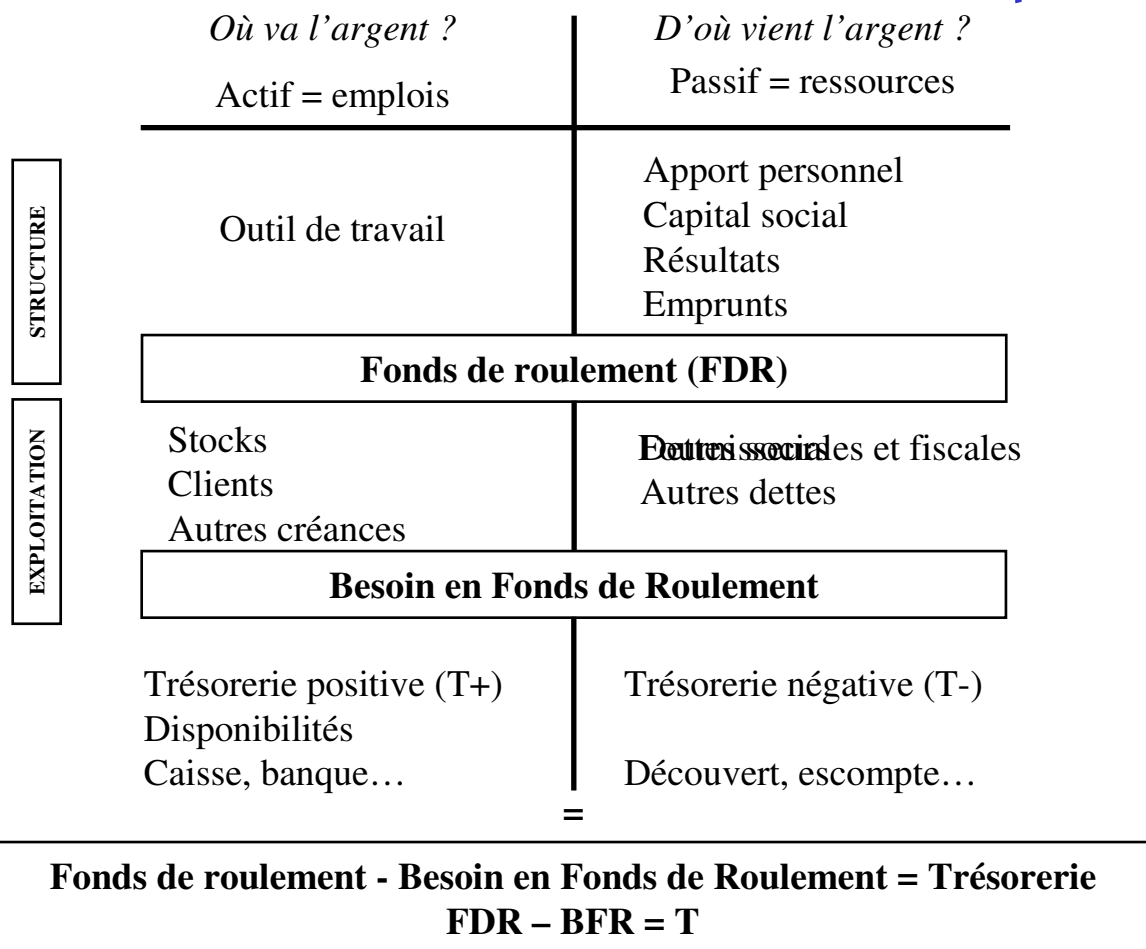 Où va l'argent ?
D'où vient l'argent ?
Actif = emplois
Passif = ressources
STRUCTURE
Outil de travail
Apport personnel
Capital social
Résultats
Emprunts
Fonds de roulement (FDR)
EXPLOITATION
Stocks
Clients
Autres créances
et fiscales
Autres dettes
Besoin en Fonds de Roulement
Trésorerie positive (T+)
Disponibilités
Caisse, banque…
Trésorerie négative (T-)
Découvert, escompte…
=
Fonds de roulement - Besoin en Fonds de Roulement = Trésorerie
FDR – BFR = T